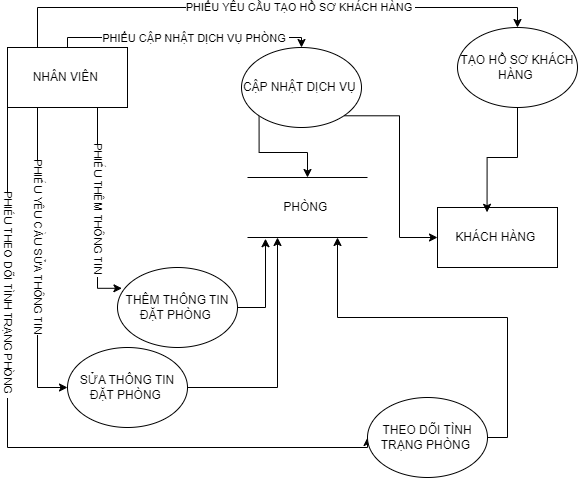 PHIẾU YÊU CẦU TẠO HỒ SƠ KHÁCH HÀNG
PHIẾU CẬP NHẬT DỊCH VỤ PHÒNG
NHÂN VIÊN
CẬP NHẬT DỊCH VỤ
TẠO HỒ SƠ KHÁCH
HÀNG
PHIẾU THEO DÕI TÌNH TRẠNG PHÒNG
PHIẾU YÊU CẦU SỬA THÔNG TIN
PHIẾU THÊM THÔNG TIN
PHÒNG
KHÁCH HÀNG
THÊM THÔNG TIN
ĐẶT PHÒNG
SỬA THÔNG TIN
ĐẶT PHÒNG
THEO DÕI TÌNH
TRẠNG PHÒNG